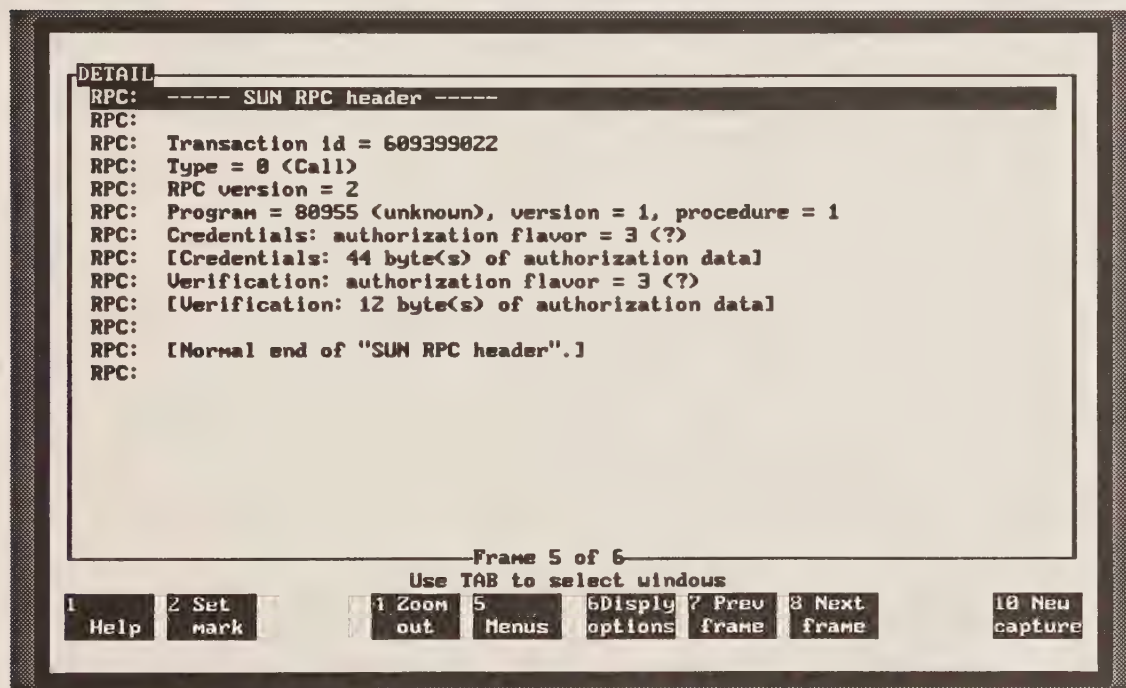 DETAIL
RPC: ----- SUN RPC header -----
RPC:
RPC: Transaction id = 609399022
RPC: Type = 0 (Call)
RPC: RPC version = 2
RPC: Program = 80955 (unknown), version = 1, procedure = 1
RPC: Credentials: authorization flavor = 3 (?)
RPC: [Credentials: 44 byte(s) of authorization data]
RPC: Verification: authorization flavor = 3 (?)
RPC: [Verification: 12 byte(s) of authorization data]
RPC:
RPC: [Normal end of "SUN RPC header".]
RPC:
Frame 5 of 6
Use TAB to select windows
1 Help
2 Set mark
4 Zoom out
5 Menus
6Disply options
7 Prev frame
8 Next frame
10 New capture